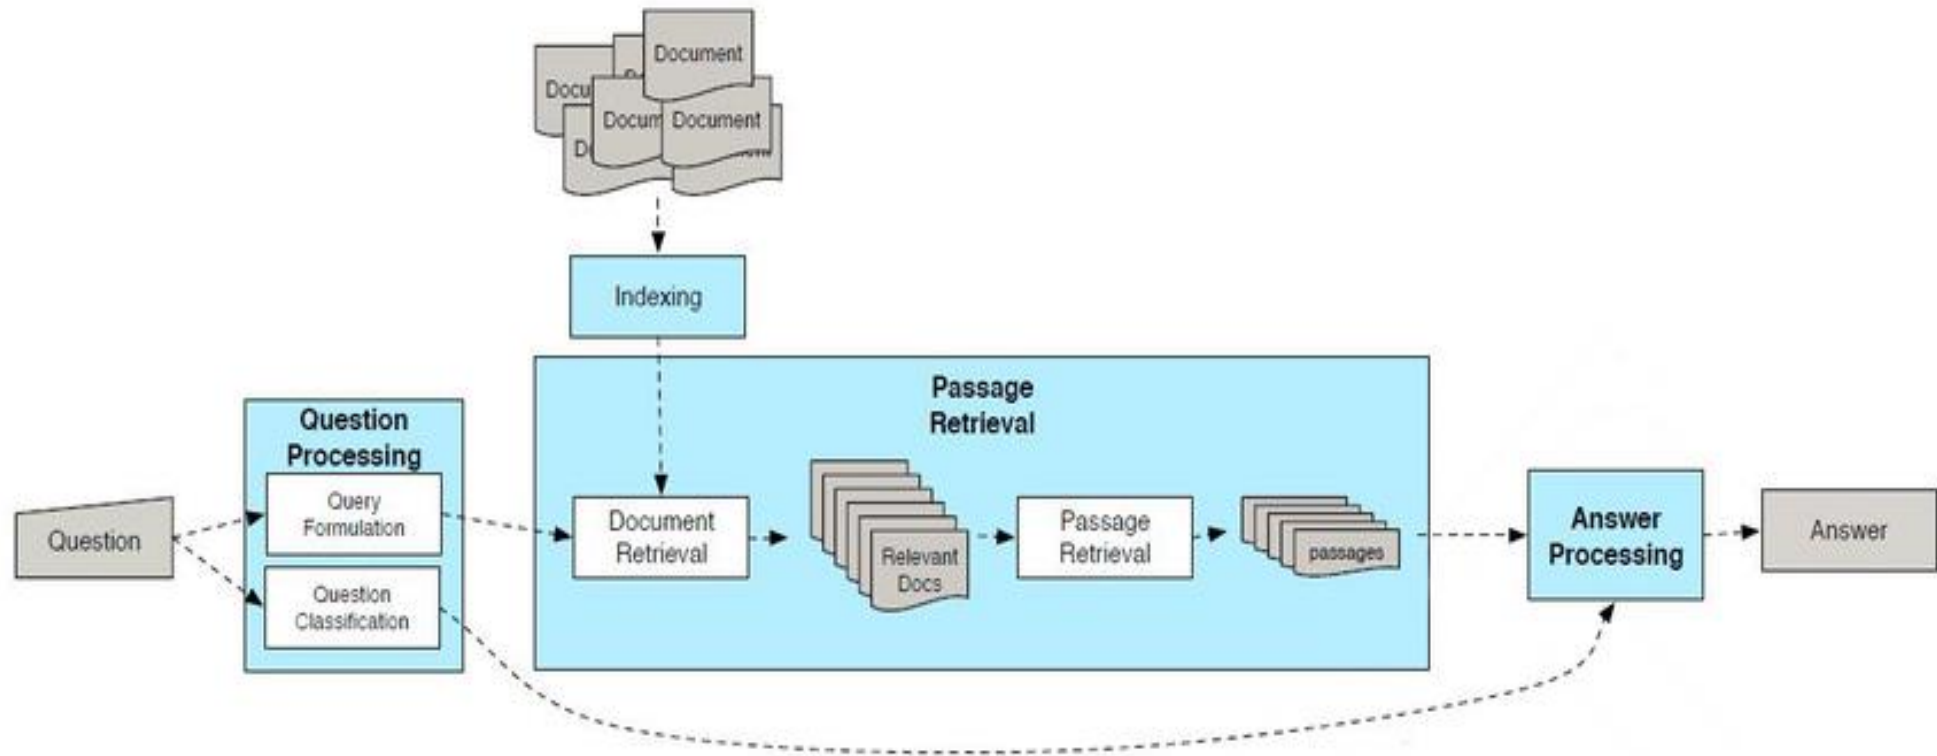 Document
Docu
Docum
Document
D
Indexing
Passage
Retrieval
Question
Processing
Query
Formulation
Question
Classification
Question
Document
Retrieval
Relevant
Docs
Passage
Retrieval
passages
Answer
Processing
Answer